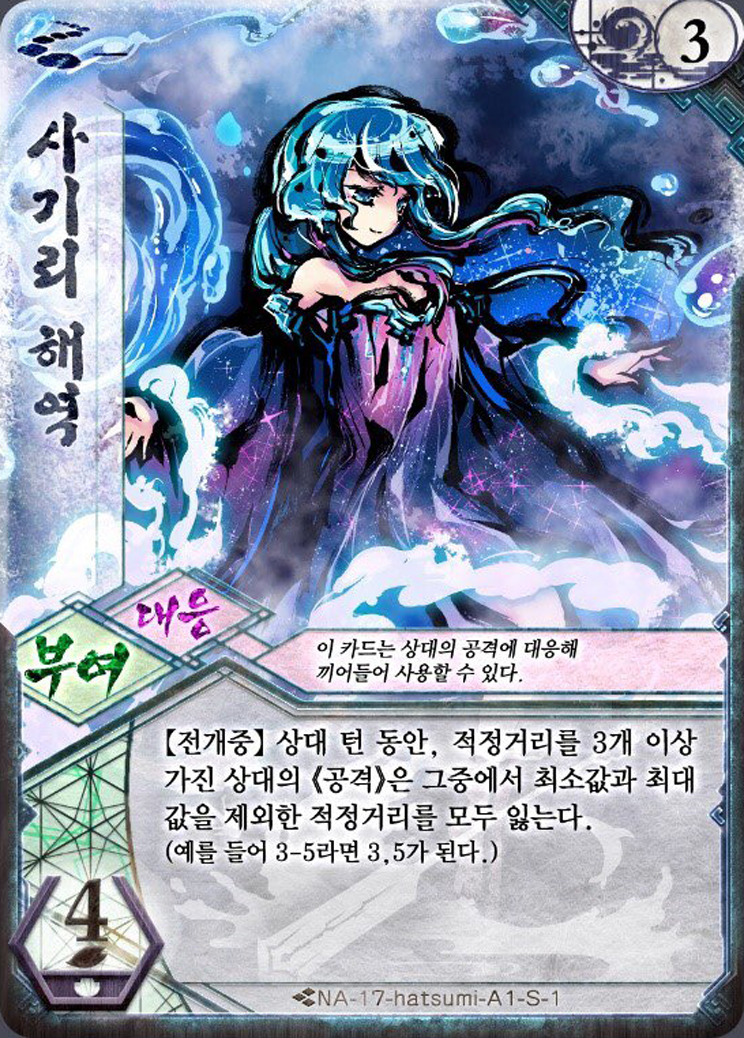 3
사기리 해역
대응
부여
이 카드는 상대의 공격에 대응해
끼어들어 사용할 수 있다.
【전개중】 상대 턴 동안, 적정거리를 3개 이상
가진 상대의 《공격》은 그중에서 최소값과 최대
값을 제외한 적정거리를 모두 잃는다.
(예를 들어 3-5라면 3,5가 된다.)
4
NA-17-hatsumi-A1-S-1